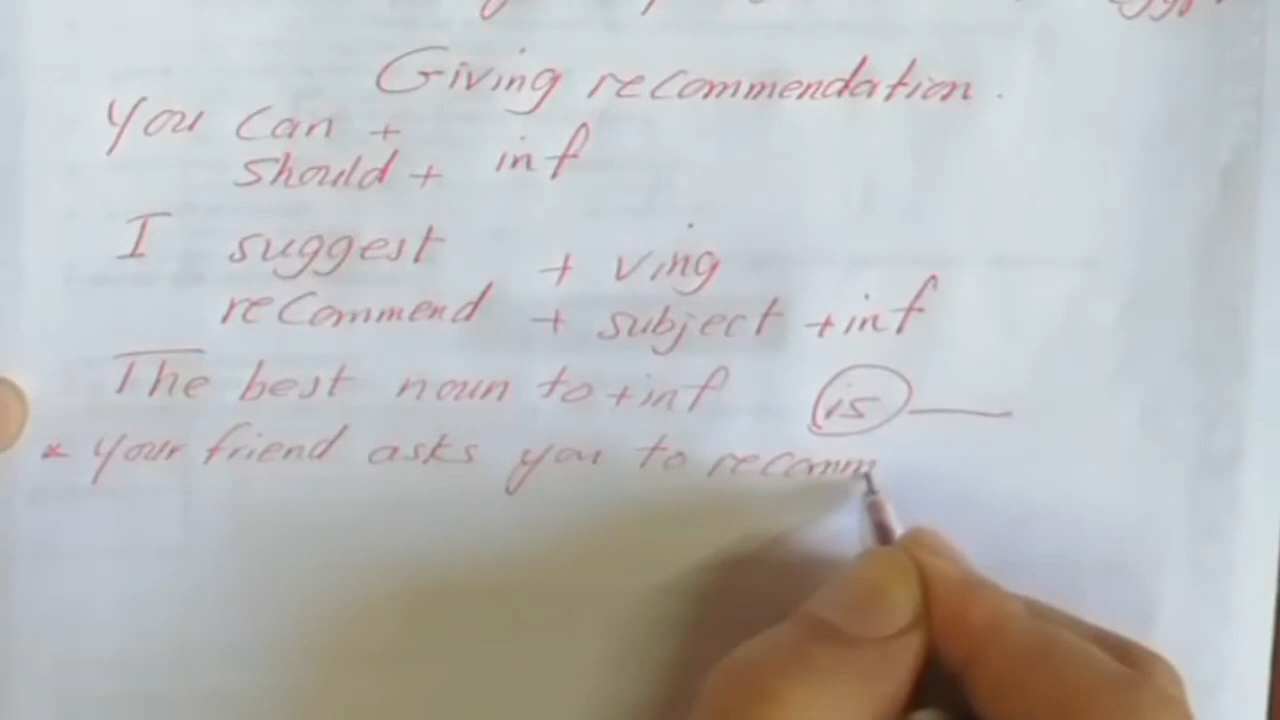 Giving recommendation.
You can +
should + inf
I suggest + ving
recommend + subject + inf
The best noun to + inf is
* Your friend asks you to recomm